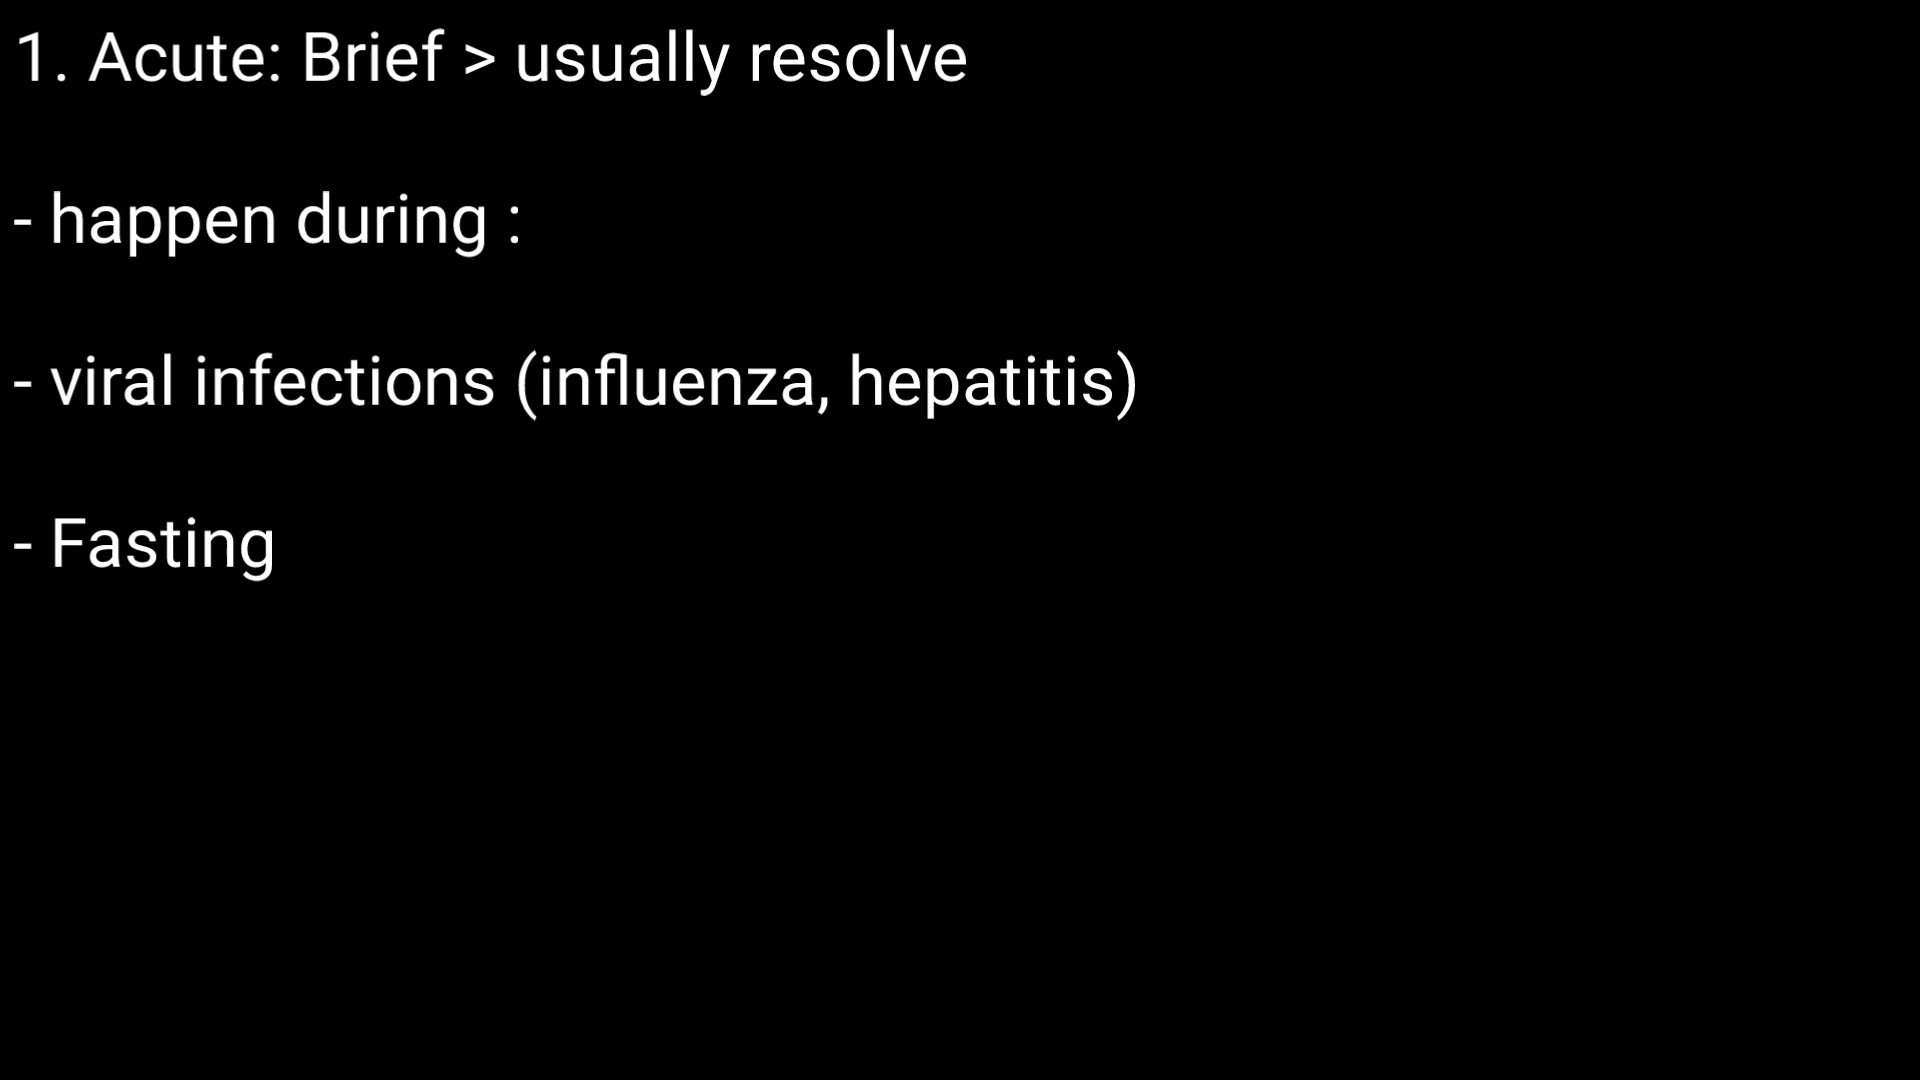 1. Acute: Brief > usually resolve
- happen during :
- viral infections (influenza, hepatitis)
- Fasting